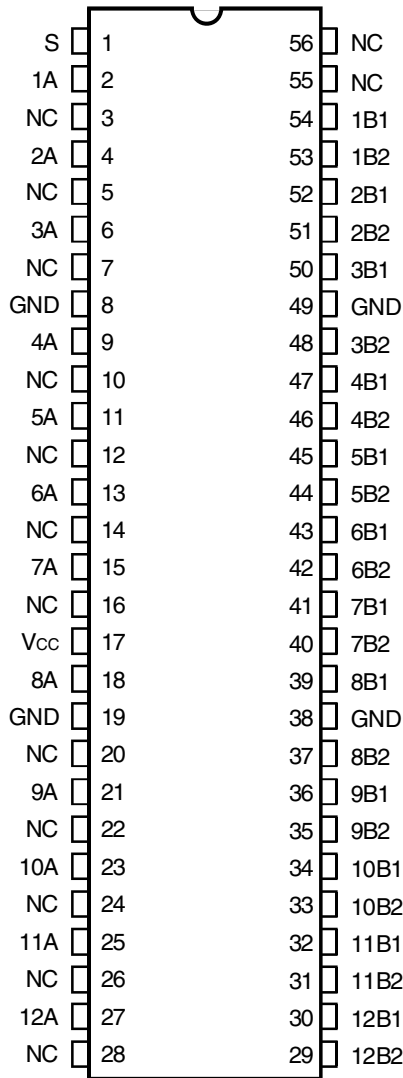 S 1 56 NC
1A 2 55 NC
NC 3 54 1B1
2A 4 53 1B2
NC 5 52 2B1
3A 6 51 2B2
NC 7 50 3B1
GND 8 49 GND
4A 9 48 3B2
NC 10 47 4B1
5A 11 46 4B2
NC 12 45 5B1
6A 13 44 5B2
NC 14 43 6B1
7A 15 42 6B2
NC 16 41 7B1
Vcc 17 40 7B2
8A 18 39 8B1
GND 19 38 GND
NC 20 37 8B2
9A 21 36 9B1
NC 22 35 9B2
10A 23 34 10B1
NC 24 33 10B2
11A 25 32 11B1
NC 26 31 11B2
12A 27 30 12B1
NC 28 29 12B2